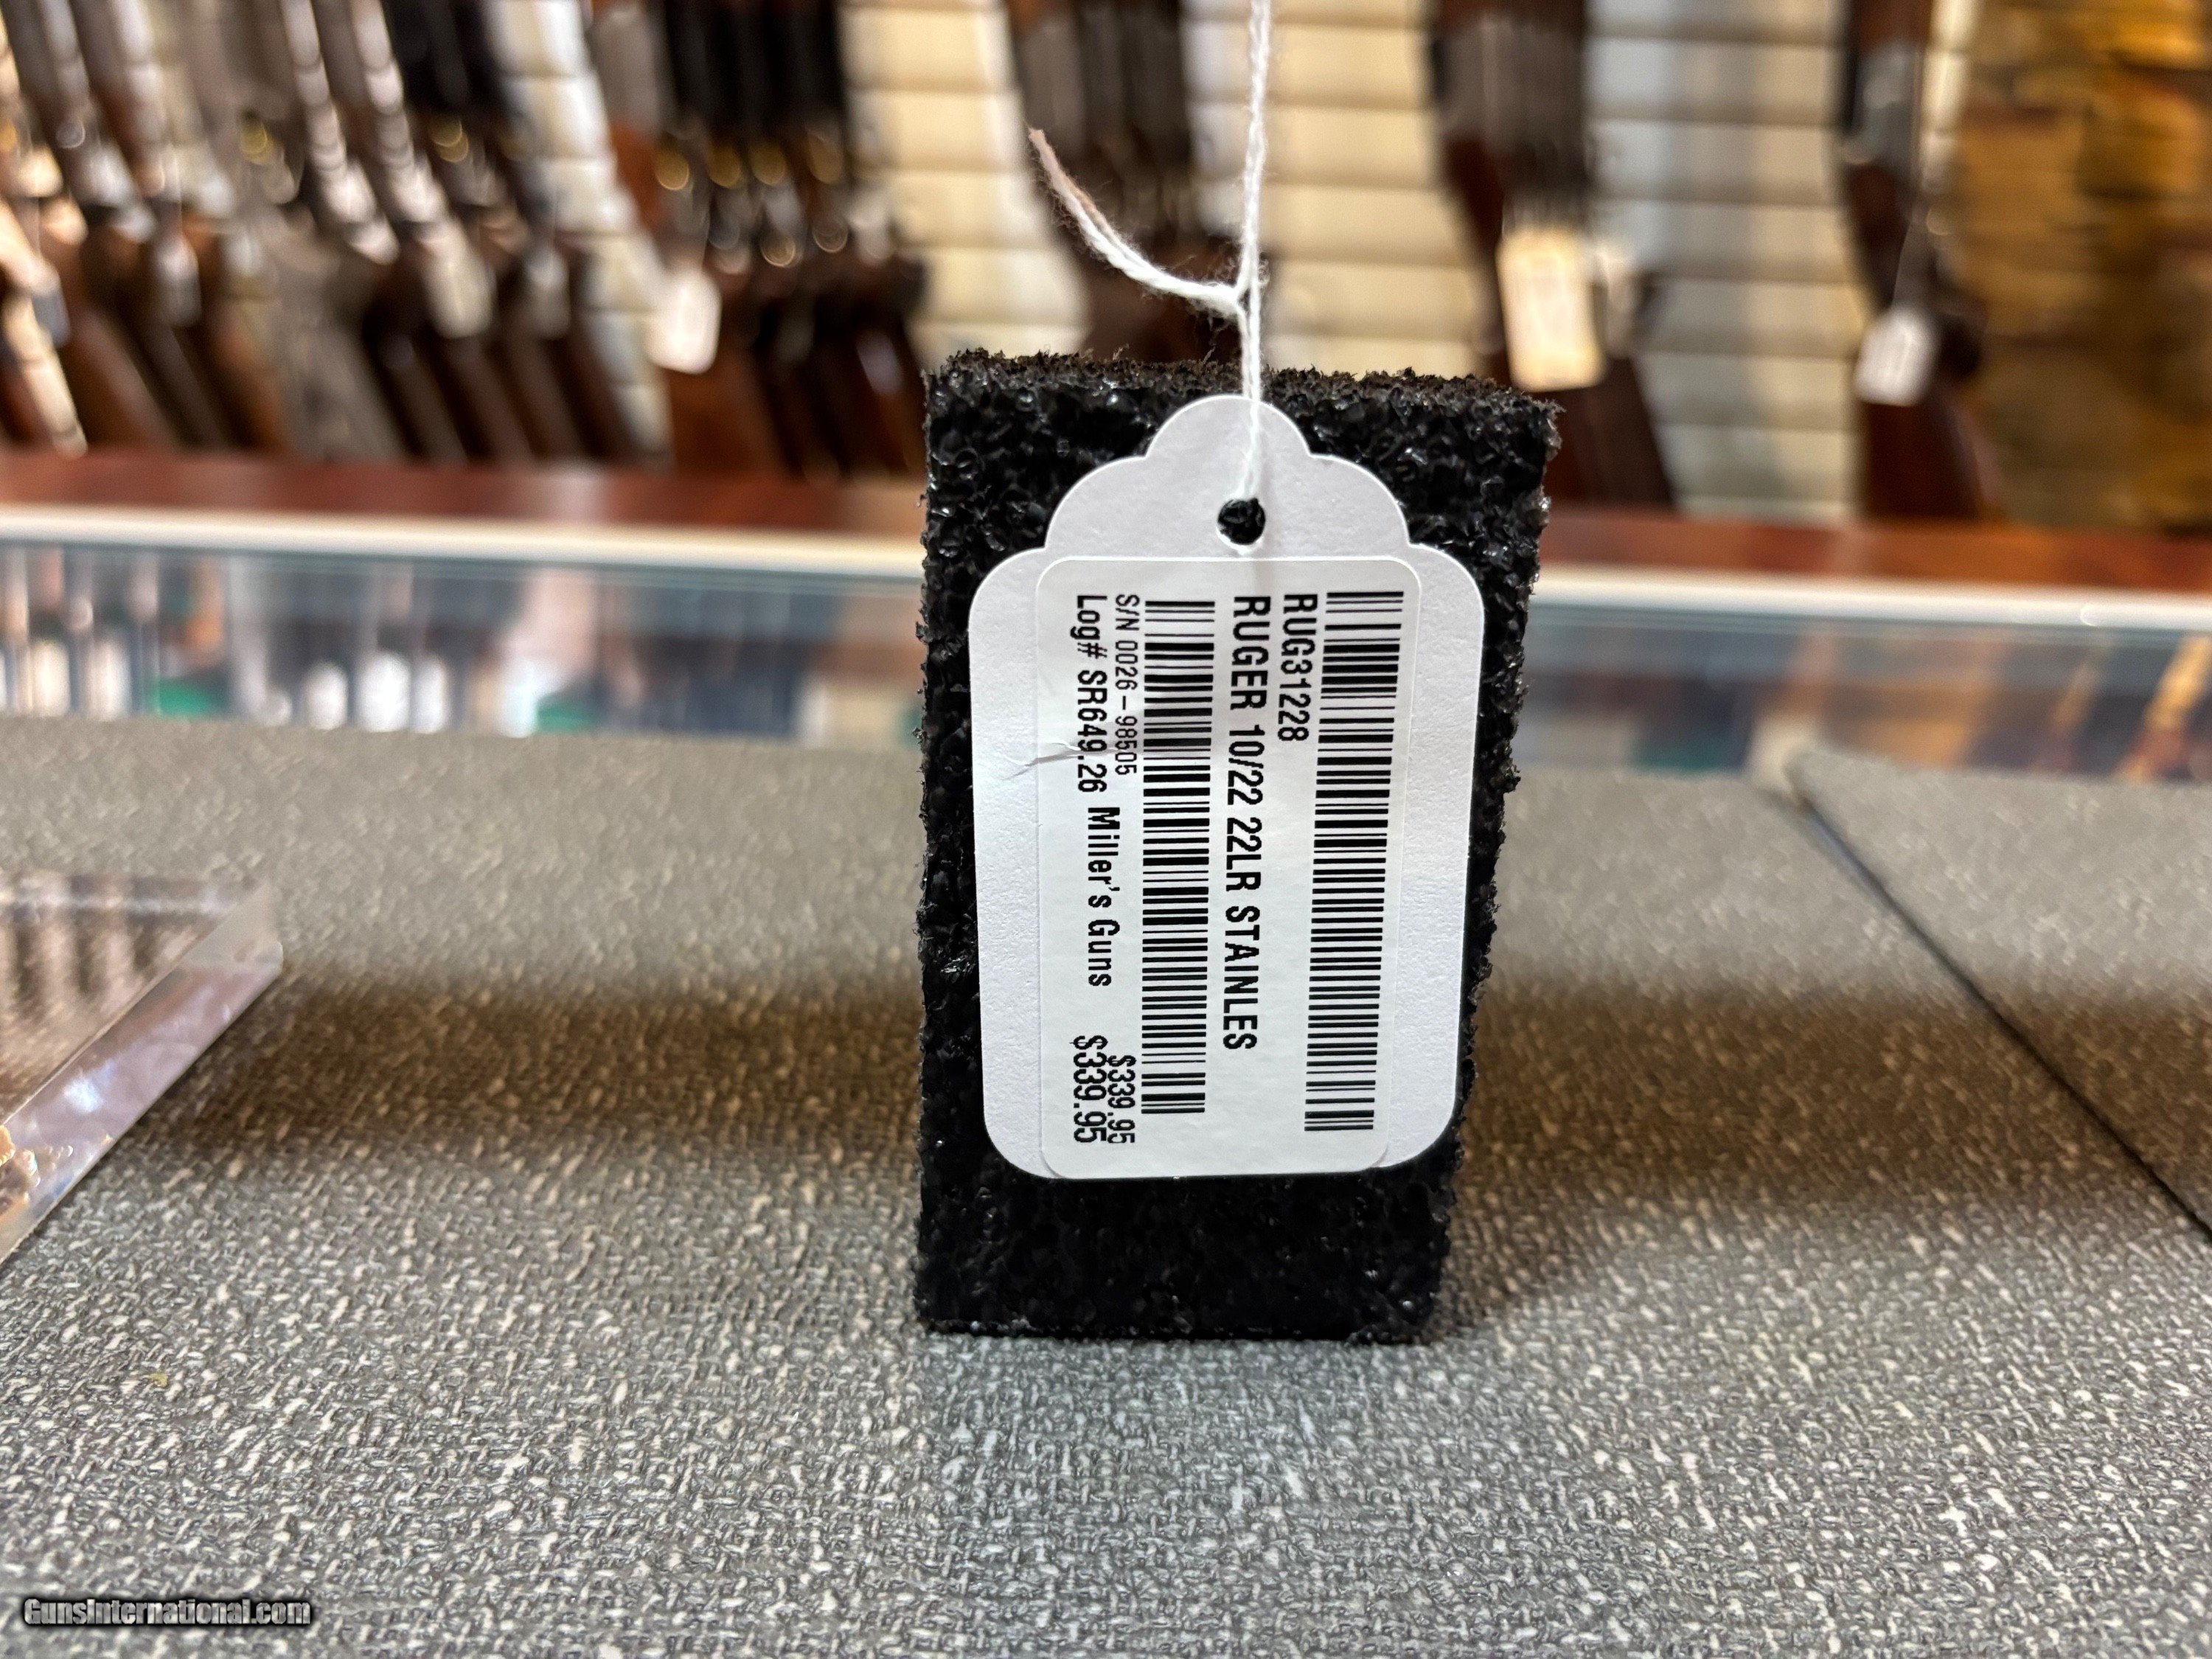 RUG31228
RUGER 10/22 22LR STAINLES
S/N 0026-98505
$339.95
Log# SR649.26 Miller's Guns
$339.95
GunsInternational.com